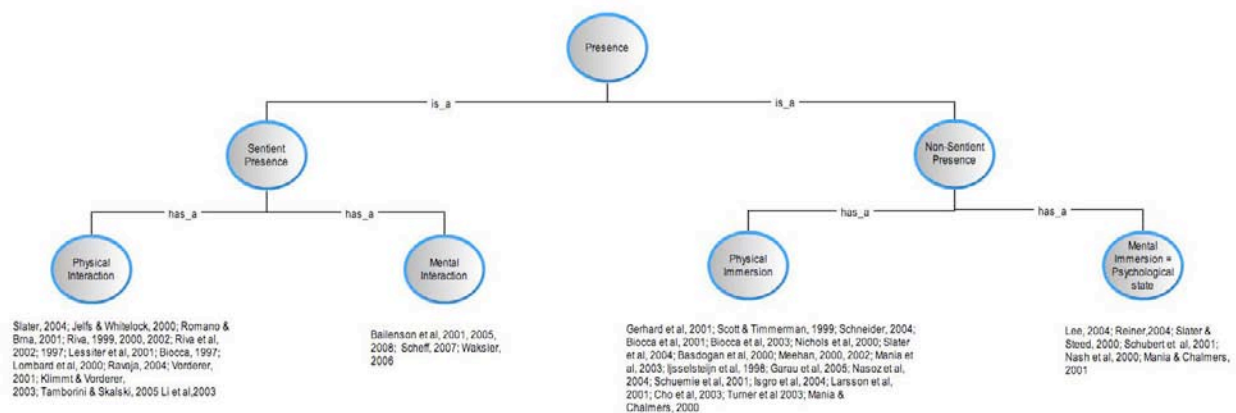 Presence
is_a
is_a
Sentient
Presence
Non-Sentient
Presence
has_a
has_a
has_a
has_a
Physical
Interaction
Mental
Interaction
Physical
Immersion
Mental
Immersion =
Psychological
state
Slater, 2004; Jelfs & Whitelock, 2000; Romano &
Brna, 2001; Riva, 1999, 2000, 2002; Riva et al,
2002; 1997; Lessiter et al, 2001; Biocca, 1997;
Lombard et al, 2000; Ravaja, 2004; Vorderer,
2001; Klimmt & Vorderer,
2003; Tamborini & Skalski, 2005 Li et al,2003
Bailenson et al, 2001, 2005,
2008; Scheff, 2007; Waksler,
2006
Gerhard et al, 2001; Scott & Timmerman, 1999; Schneider, 2004;
Biocca et al, 2001; Biocca et al, 2003; Nichols et al, 2000; Slater
et al, 2004; Basdogan et al, 2000; Meehan, 2000, 2002; Mania et
al, 2003; Ijsselsteijn et al, 1998; Garau et al, 2005; Nasoz et al,
2004; Schuemie et al, 2001; Isgro et al, 2004; Larsson et al,
2001; Cho et al, 2003; Turner et al 2003; Mania &
Chalmers, 2000
Lee, 2004; Reiner,2004; Slater &
Steed, 2000; Schubert et al, 2001;
Nash et al, 2000; Mania & Chalmers,
2001